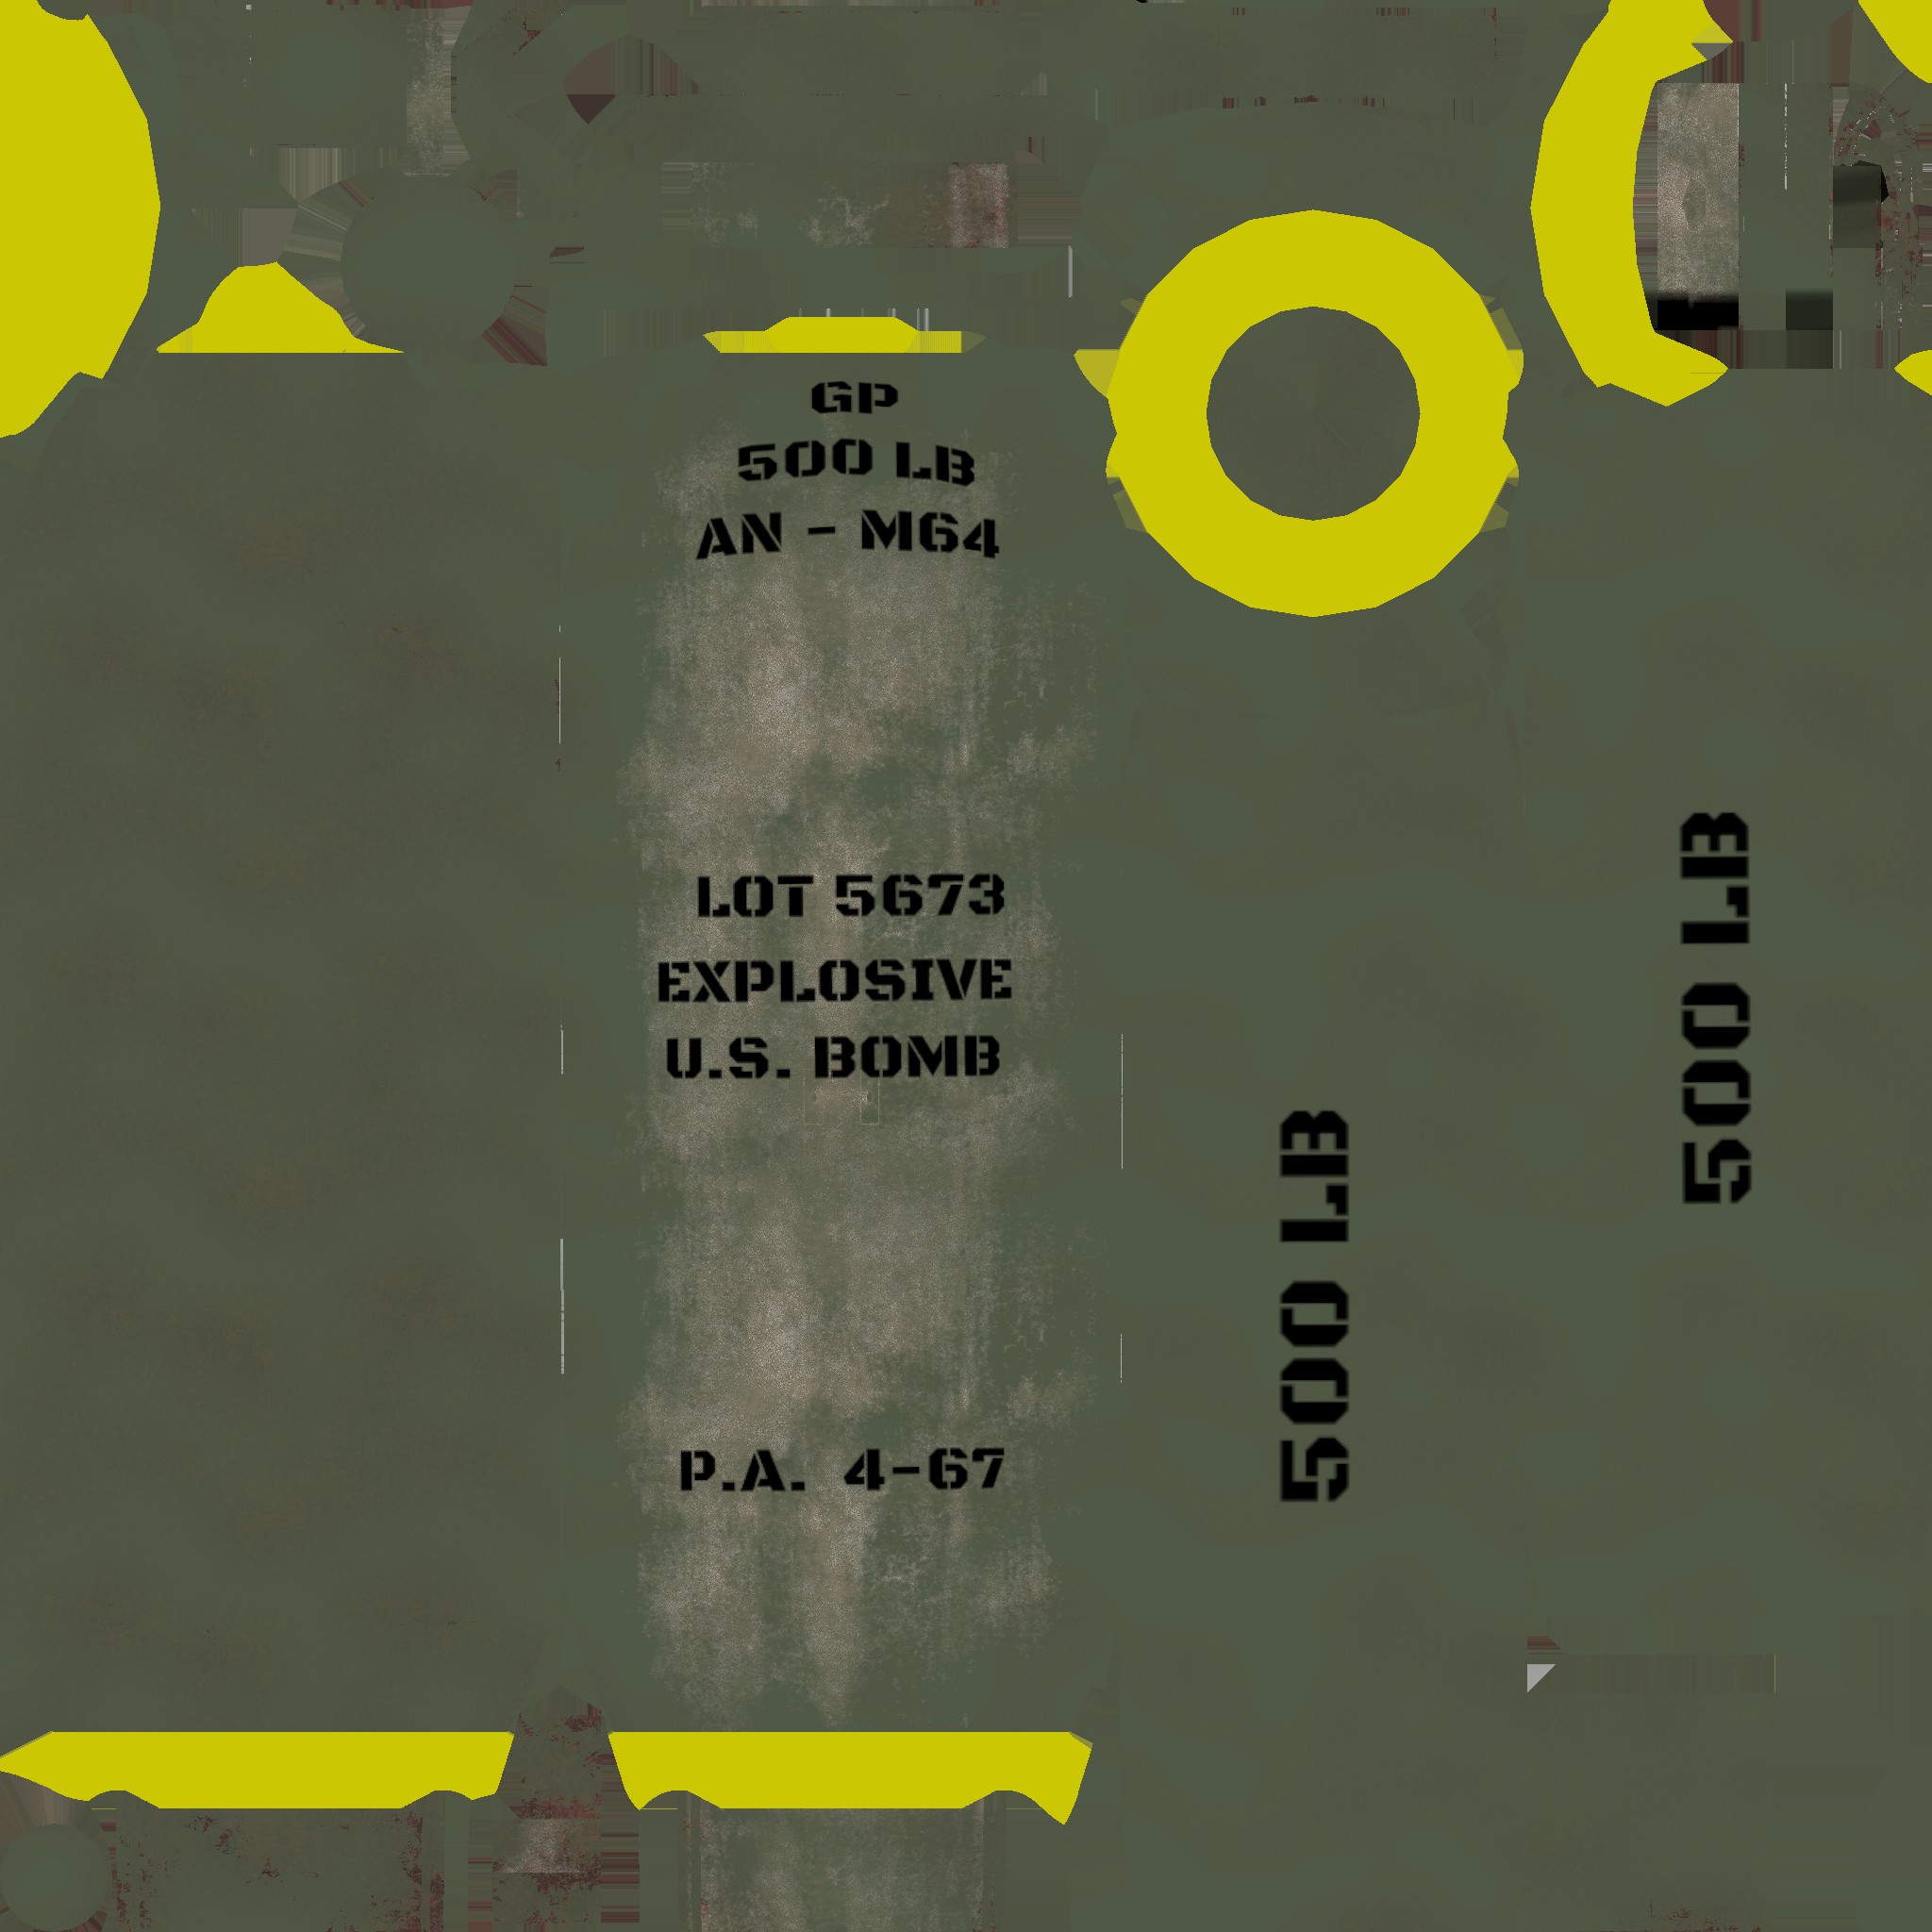 GP
500 LB
AN - M64
LOT 5673
EXPLOSIVE
U.S. BOMB
P.A. 4-67
500 LB
500 LB